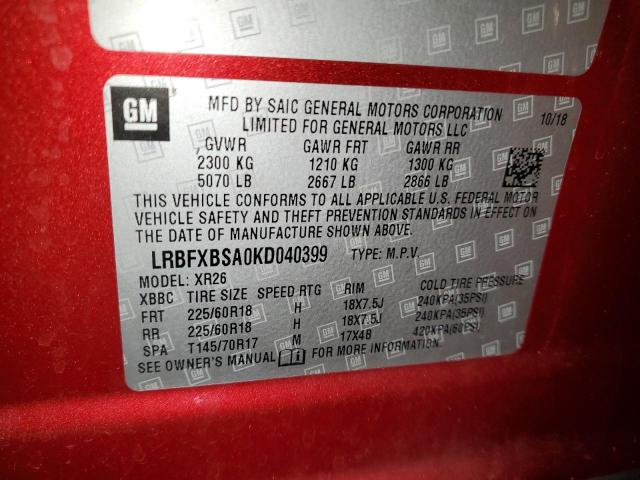 GM
MFD BY SAIC GENERAL MOTORS CORPORATION
LIMITED FOR GENERAL MOTORS LLC
10/18
, GVWR GAWR FRT GAWR RR
2300 KG 1210 KG 1300 KG
5070 LB 2667 LB 2866 LB
THIS VEHICLE CONFORMS TO ALL APPLICABLE U.S. FEDERAL MOTOR
VEHICLE SAFETY AND THEFT PREVENTION STANDARDS IN EFFECT ON
THE DATE OF MANUFACTURE SHOWN ABOVE.
LRBFXBSA0KD040399 TYPE: M.P.V.
MODEL: XR26
XBBC TIRE SIZE SPEED RTG RIM COLD TIRE PRESSURE
FRT 225/60R18 H 18X7.5J 240KPA(35PSI)
RR 225/60R18 H 18X7.5J 240KPA(35PSI)
SPA T145/70R17 M 17X4B 420KPA(60PSI)
SEE OWNER'S MANUAL FOR MORE INFORMATION